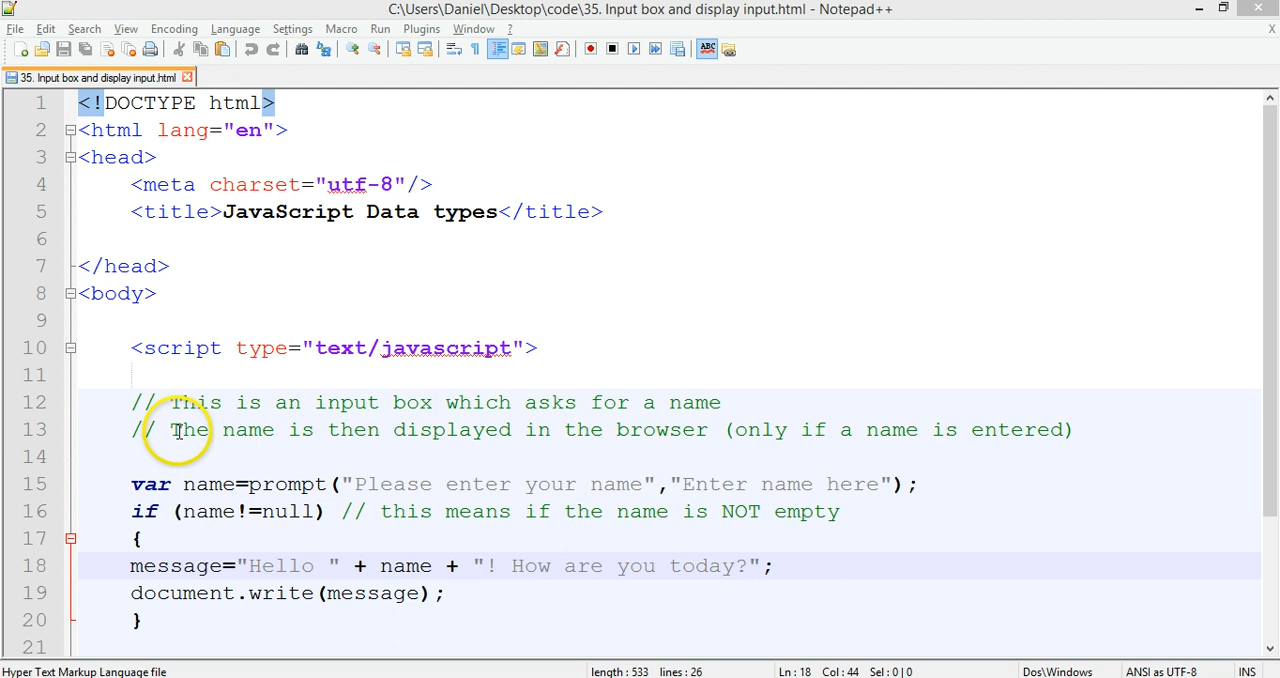 C:\Users\Daniel\Desktop\code\35. Input box and display input.html - Notepad++
File Edit Search View Encoding Language Settings Macro Run Plugins Window ? X
ABC
35. Input box and display input.html
1 <!DOCTYPE html>
2 <html lang="en">
3 <head>
4 <meta charset="utf-8"/>
5 <title>JavaScript Data types</title>
6
7 </head>
8 <body>
9
10 <script type="text/javascript">
11
12 // This is an input box which asks for a name
13 // The name is then displayed in the browser (only if a name is entered)
14
15 var name=prompt("Please enter your name","Enter name here");
16 if (name!=null) // this means if the name is NOT empty
17 {
18 message="Hello " + name + "! How are you today?";
19 document.write(message);
20 }
21
Hyper Text Markup Language file length : 533 lines : 26 Ln : 18 Col : 44 Sel : 0 | 0 Dos\Windows ANSI as UTF-8 INS